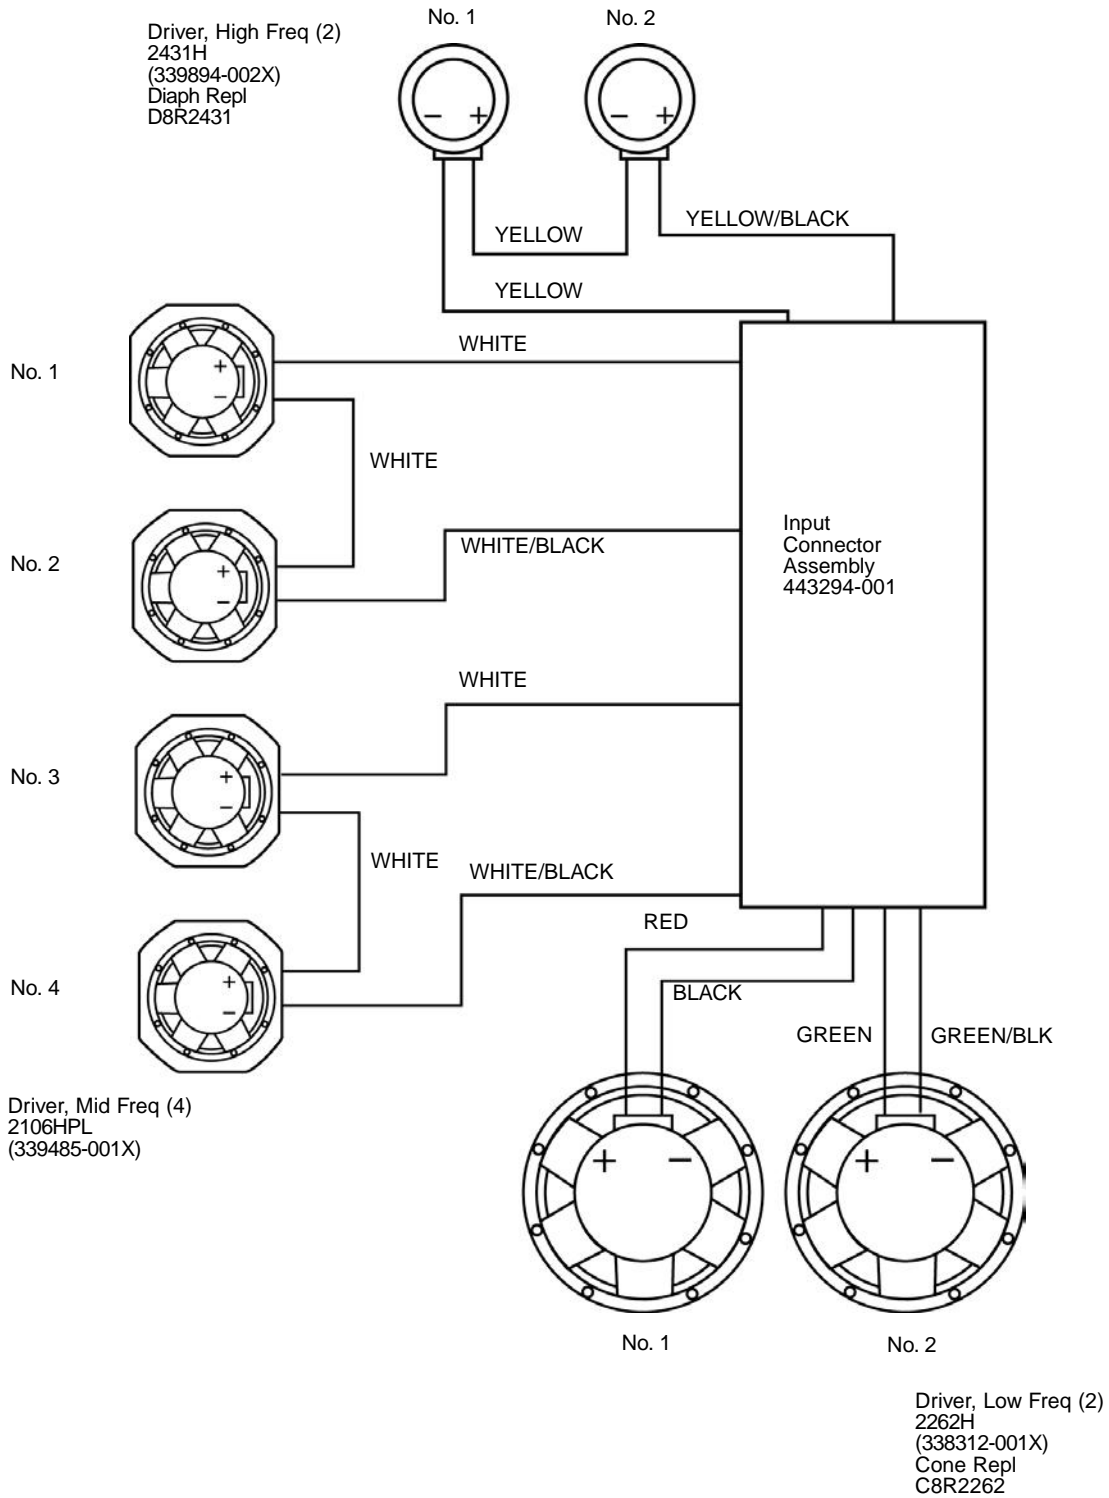 No. 1
No. 2
Driver, High Freq (2)
2431H
(339894-002X)
Diaph Repl
D8R2431
− +
− +
YELLOW/BLACK
YELLOW
YELLOW
WHITE
No. 1
+
−
WHITE
Input
Connector
Assembly
443294-001
WHITE/BLACK
No. 2
+
−
WHITE
No. 3
+
−
WHITE
WHITE/BLACK
RED
No. 4
+
−
BLACK
GREEN
GREEN/BLK
Driver, Mid Freq (4)
2106HPL
(339485-001X)
+ −
+ −
No. 1
No. 2
Driver, Low Freq (2)
2262H
(338312-001X)
Cone Repl
C8R2262